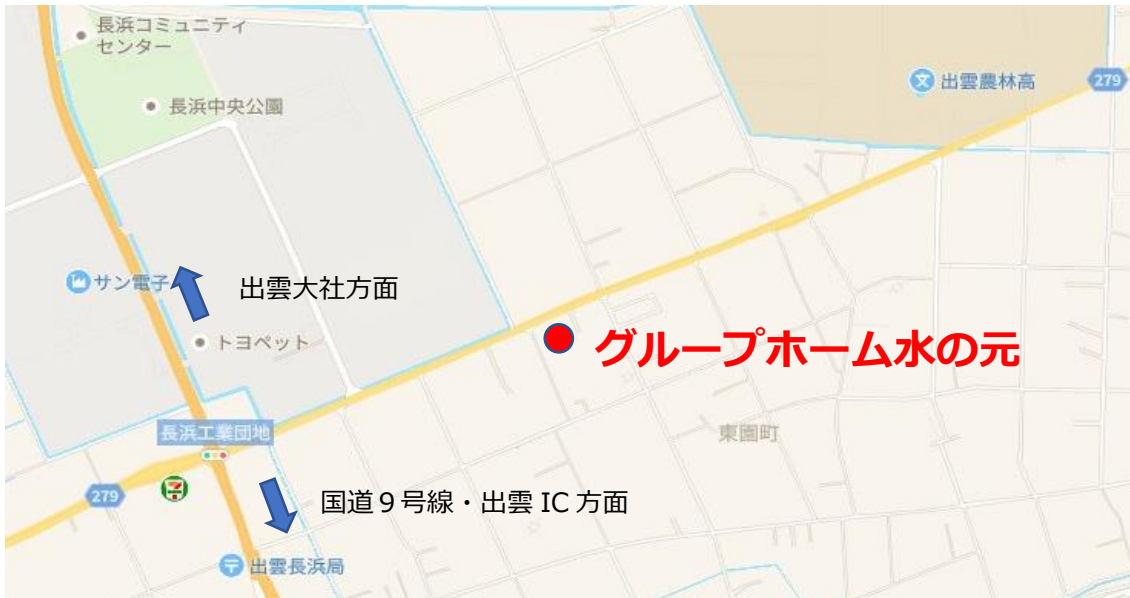 長浜コミュニティ
センター
長浜中央公園
文 出雲農林高
279
サン電子
出雲大社方面
トヨペット
グループホーム水の元
長浜工業団地
東園町
279
7
国道9号線・出雲 IC 方面
〒 出雲長浜局